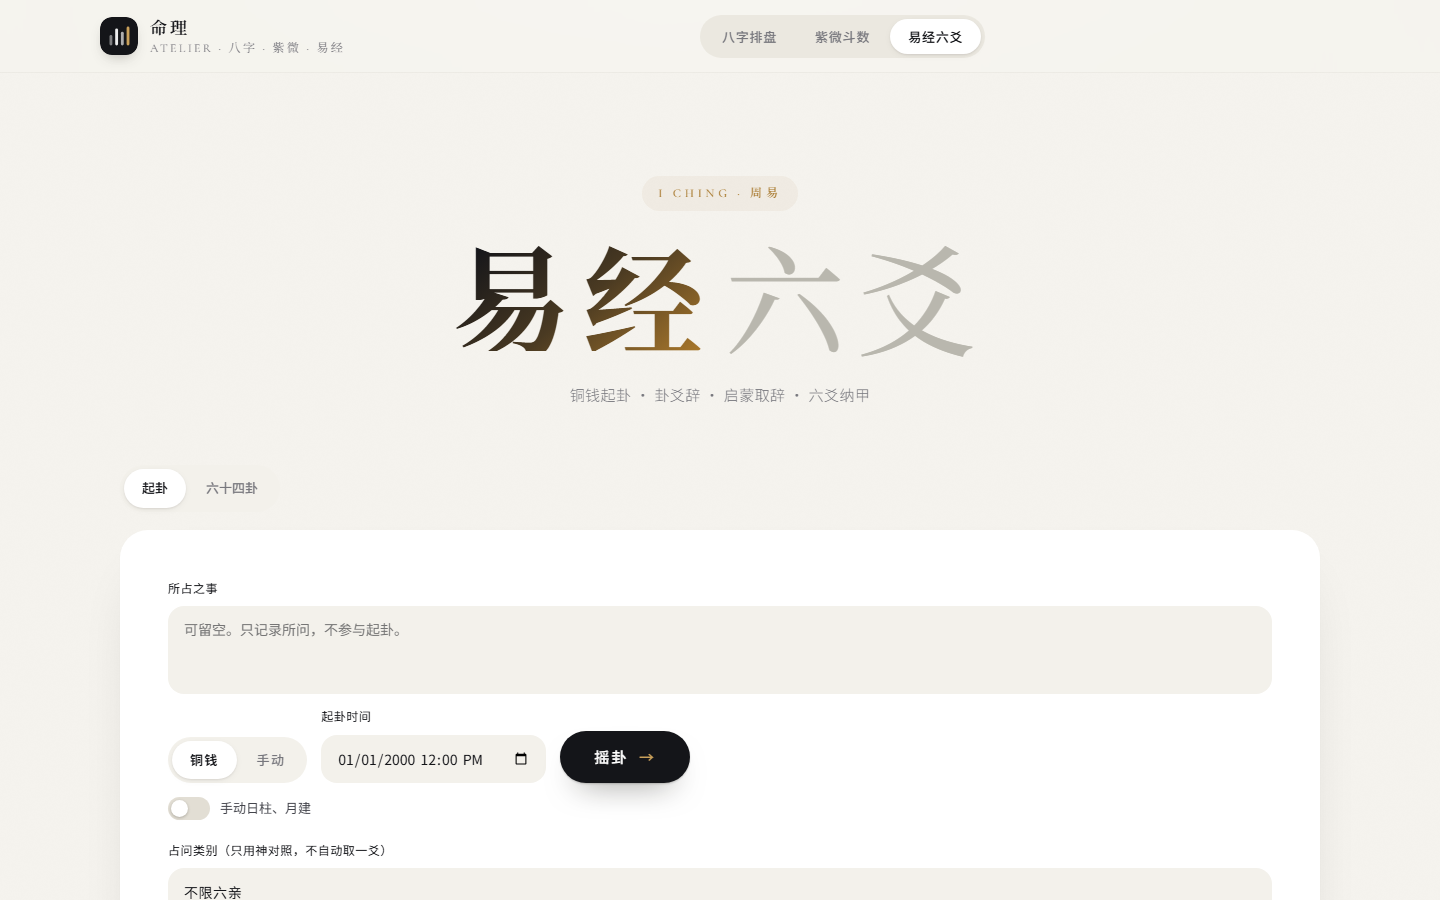 命理
ATELIER · 八字 · 紫微 · 易经
八字排盘 紫微斗数 易经六爻
I CHING · 周易
易经六爻
铜钱起卦 • 卦爻辞 • 启蒙取辞 • 六爻纳甲
起卦 六十四卦
所占之事
可留空。只记录所问，不参与起卦。
起卦时间
铜钱 手动 01/01/2000 12:00 PM 摇卦 →
手动日柱、月建
占问类别（只用神对照，不自动取一爻）
不限六亲